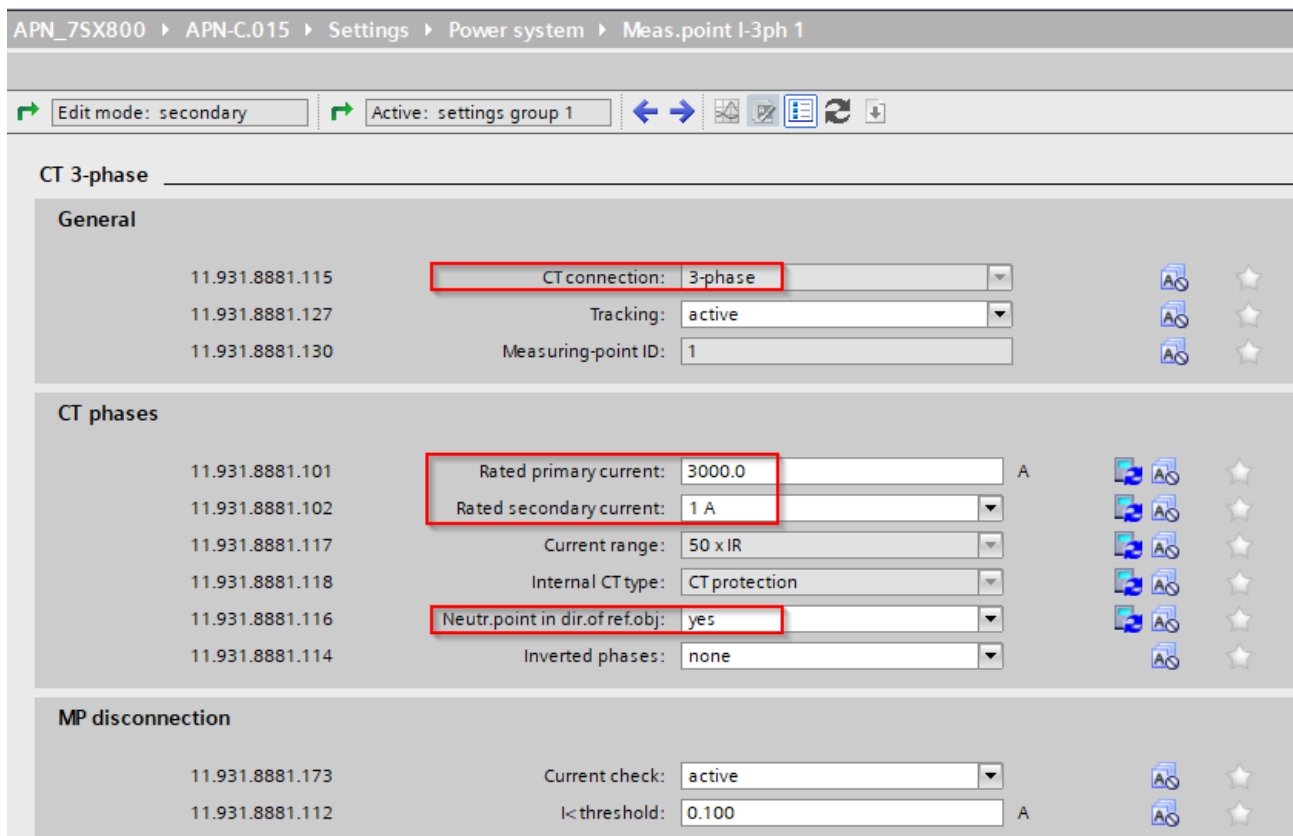 APN_7SX800 ▸ APN-C.015 ▸ Settings ▸ Power system ▸ Meas.point I-3ph 1
Edit mode: secondary Active: settings group 1
CT 3-phase
General
11.931.8881.115 CT connection: 3-phase
11.931.8881.127 Tracking: active
11.931.8881.130 Measuring-point ID: 1
CT phases
11.931.8881.101 Rated primary current: 3000.0 A
11.931.8881.102 Rated secondary current: 1 A
11.931.8881.117 Current range: 50 x IR
11.931.8881.118 Internal CT type: CT protection
11.931.8881.116 Neutr.point in dir.of ref.obj: yes
11.931.8881.114 Inverted phases: none
MP disconnection
11.931.8881.173 Current check: active
11.931.8881.112 I< threshold: 0.100 A